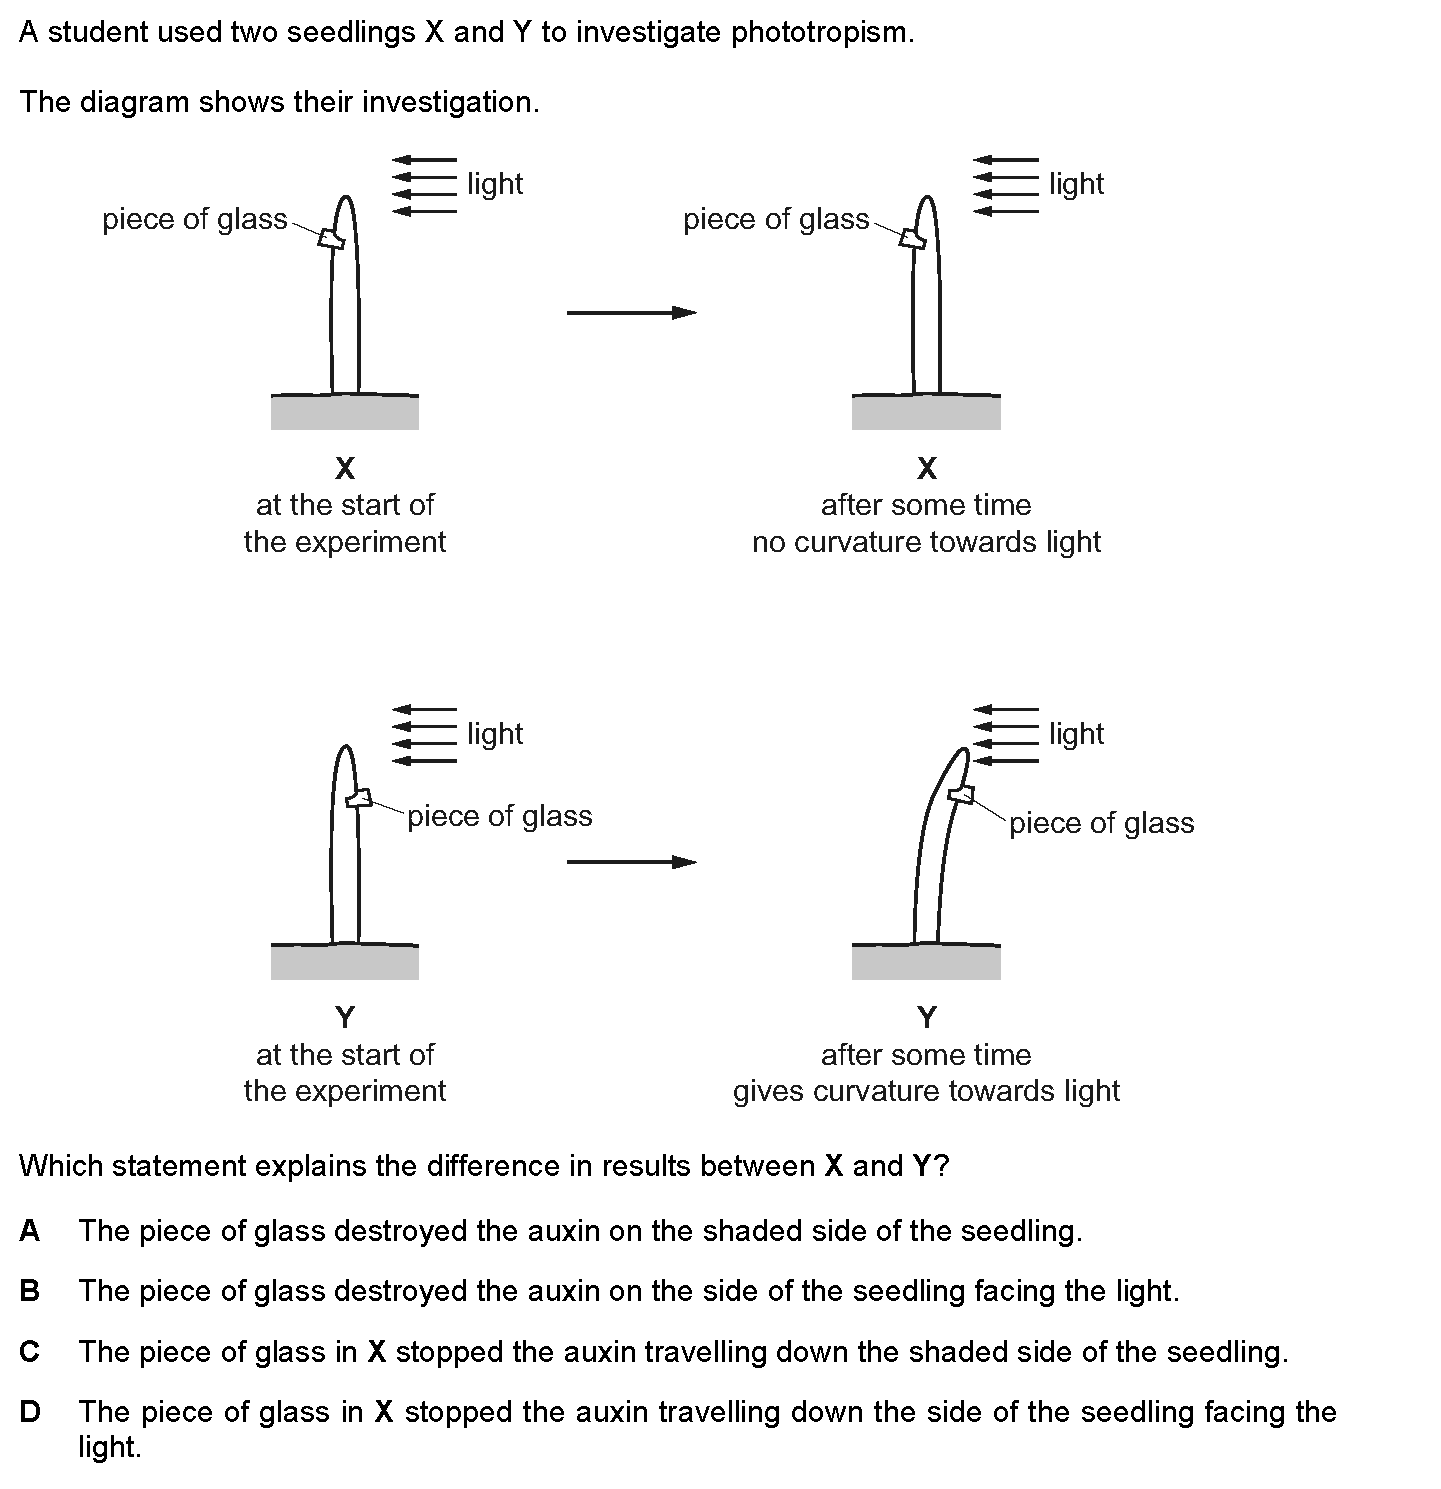 A student used two seedlings X and Y to investigate phototropism.
The diagram shows their investigation.
light
piece of glass
light
piece of glass
X
at the start of
the experiment
X
after some time
no curvature towards light
light
piece of glass
light
piece of glass
Y
at the start of
the experiment
Y
after some time
gives curvature towards light
Which statement explains the difference in results between X and Y?
A The piece of glass destroyed the auxin on the shaded side of the seedling.
B The piece of glass destroyed the auxin on the side of the seedling facing the light.
C The piece of glass in X stopped the auxin travelling down the shaded side of the seedling.
D The piece of glass in X stopped the auxin travelling down the side of the seedling facing the
light.